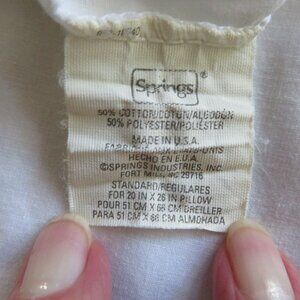 Springs®
50% COTTON/COTON/ALGODON
50% POLYESTER/POLIESTER
MADE IN U.S.A.
HECHO EN E.U.A.
©SPRINGS INDUSTRIES, INC.
FORT MILL, SC 29716
STANDARD/REGULARES
FOR 20 IN X 26 IN PILLOW
POUR 51 CM X 66 CM OREILLER
PARA 51 CM X 66 CM ALMOHADA